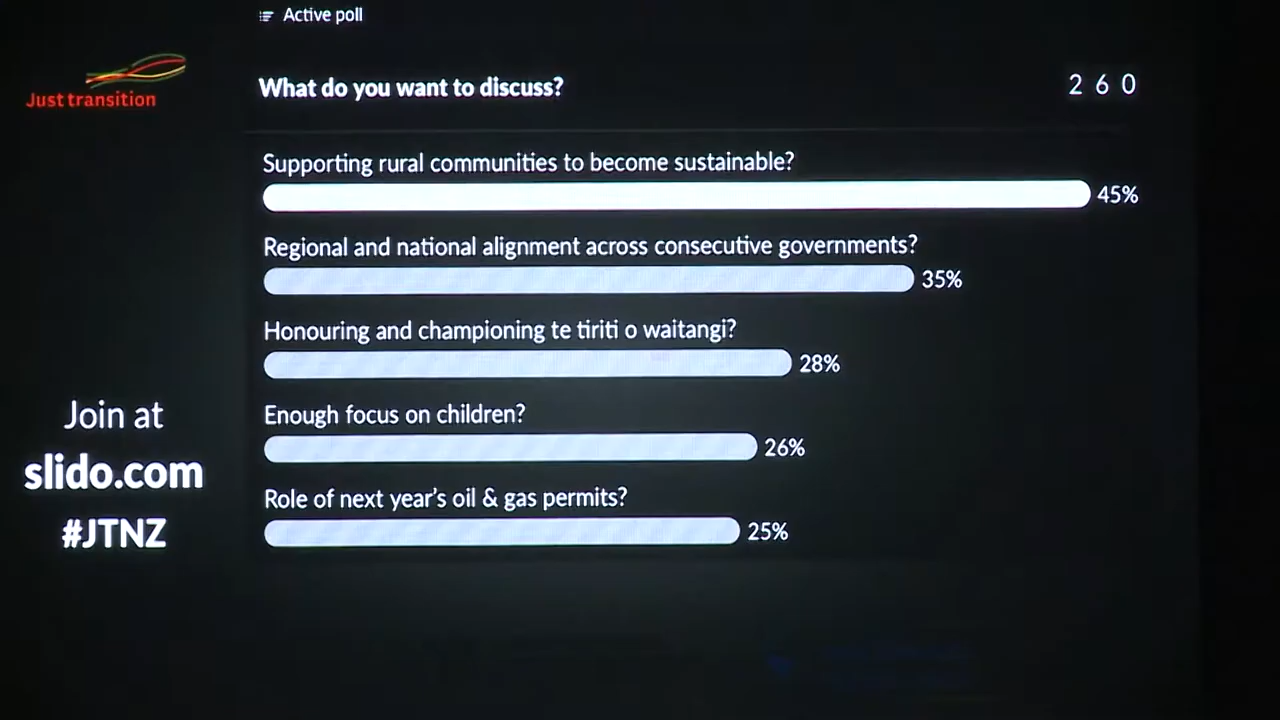 Active poll
Just transition
What do you want to discuss?
2 6 0
Supporting rural communities to become sustainable?
45%
Regional and national alignment across consecutive governments?
35%
Honouring and championing te tiriti o waitangi?
28%
Enough focus on children?
26%
Role of next year's oil & gas permits?
25%
Join at
slido.com
#JTNZ